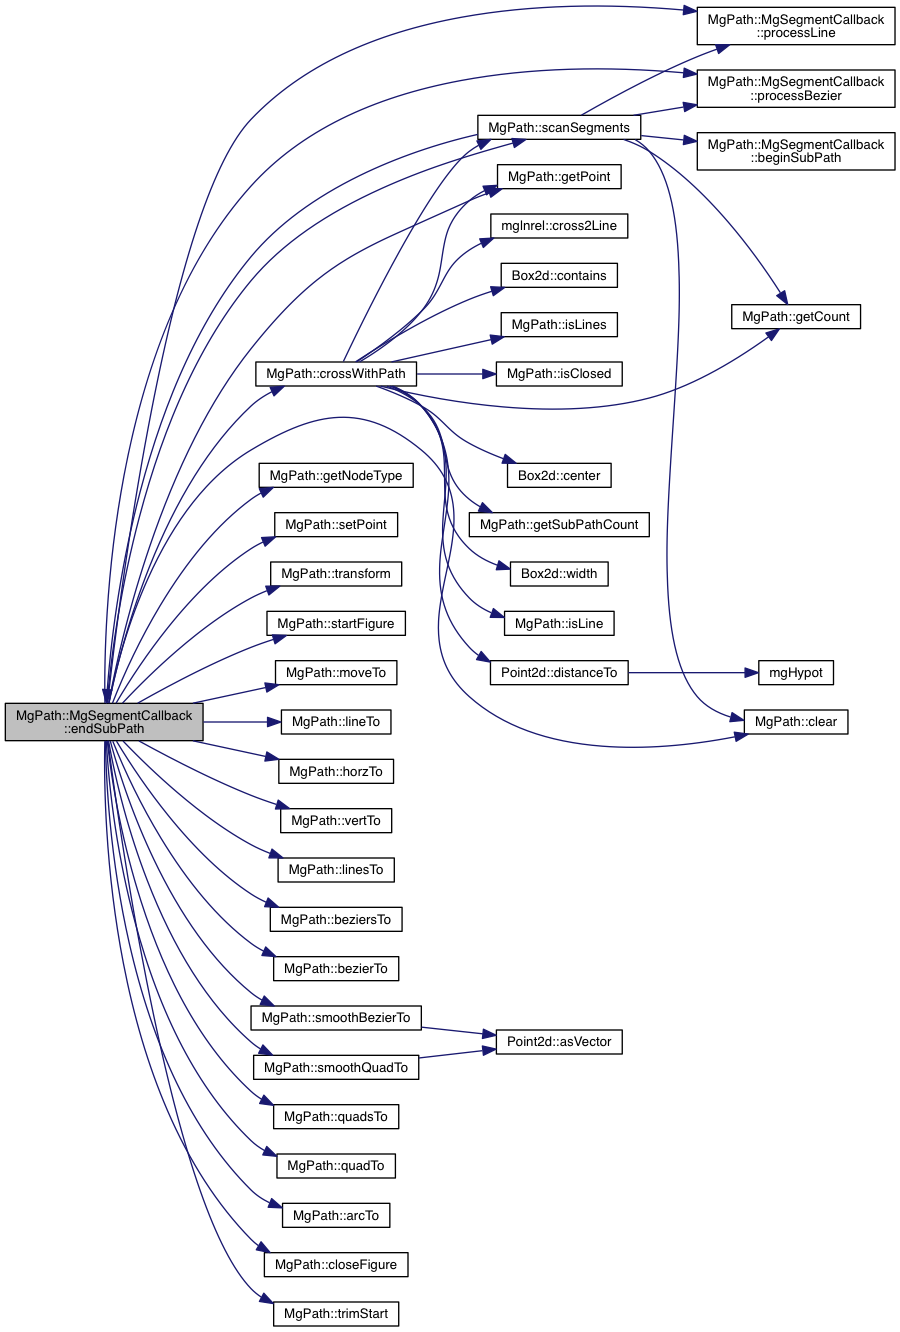 MgPath::MgSegmentCallback
::processLine
MgPath::MgSegmentCallback
::processBezier
MgPath::scanSegments
MgPath::MgSegmentCallback
::beginSubPath
MgPath::getPoint
mglnrel::cross2Line
Box2d::contains
MgPath::getCount
MgPath::isLines
MgPath::crossWithPath
MgPath::isClosed
MgPath::getNodeType
Box2d::center
MgPath::setPoint
MgPath::getSubPathCount
MgPath::transform
Box2d::width
MgPath::startFigure
MgPath::isLine
MgPath::moveTo
Point2d::distanceTo
mgHypot
MgPath::MgSegmentCallback
::endSubPath
MgPath::lineTo
MgPath::clear
MgPath::horzTo
MgPath::vertTo
MgPath::linesTo
MgPath::beziersTo
MgPath::bezierTo
MgPath::smoothBezierTo
Point2d::asVector
MgPath::smoothQuadTo
MgPath::quadsTo
MgPath::quadTo
MgPath::arcTo
MgPath::closeFigure
MgPath::trimStart